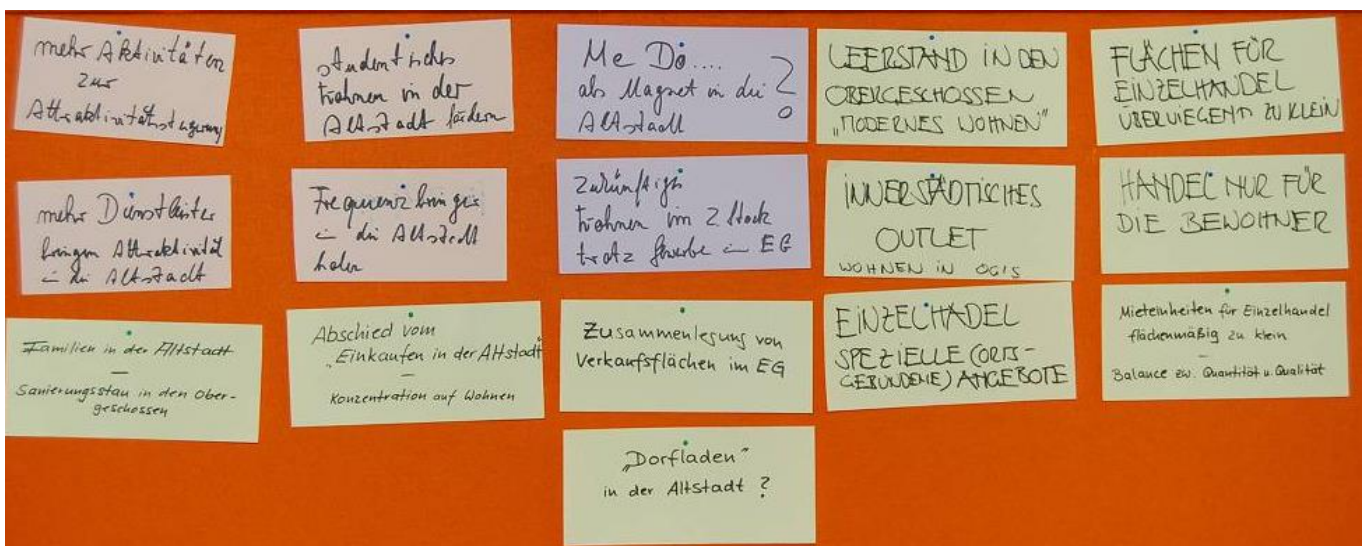 mehr Aktivitäten
zur
Attraktivitätssteigerung
studentisches
Wohnen in der
Altstadt fördern
Me Do....
als Magnet in die
Altstadt
?
LEERSTAND IN DEN
OBERGESCHOSSEN
„MODERNES WOHNEN"
FLÄCHEN FÜR
EINZELHANDEL
ÜBERWIEGEND ZU KLEIN
mehr Dienstleister
bringen Attraktivität
in die Altstadt
Frequenzbringer
in die Altstadt
holen
Zukünftig
Wohnen im 2 Stock
trotz Gewerbe im EG
INNERSTÄDTISCHES
OUTLET
WOHNEN IN OGIS
HANDEL NUR FÜR
DIE BEWOHNER
Familien in der Altstadt
—
Sanierungsstau in den Ober-
geschossen
Abschied vom
„Einkaufen in der Altstadt"
—
Konzentration auf Wohnen
Zusammenlegung von
Verkaufsflächen im EG
EINZELHADEL
SPEZIELLE (ORTS-
GEBUNDENE) ANGEBOTE
Mieteinheiten für Einzelhandel
flächenmäßig zu klein
—
Balance zw. Quantität u. Qualität
„Dorfladen"
in der Altstadt ?